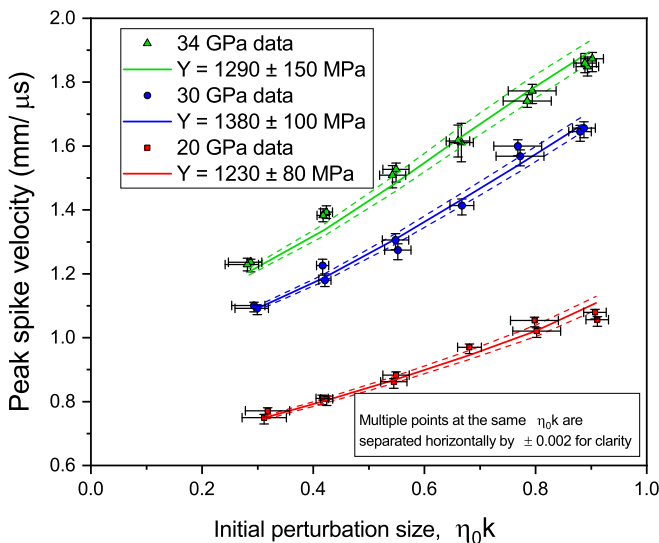 2.0
1.8
1.6
1.4
1.2
1.0
0.8
0.6
Peak spike velocity (mm/ μs)
34 GPa data
Y = 1290 ± 150 MPa
30 GPa data
Y = 1380 ± 100 MPa
20 GPa data
Y = 1230 ± 80 MPa
Multiple points at the same η₀k are
separated horizontally by ± 0.002 for clarity
0.0 0.2 0.4 0.6 0.8 1.0
Initial perturbation size, η₀k